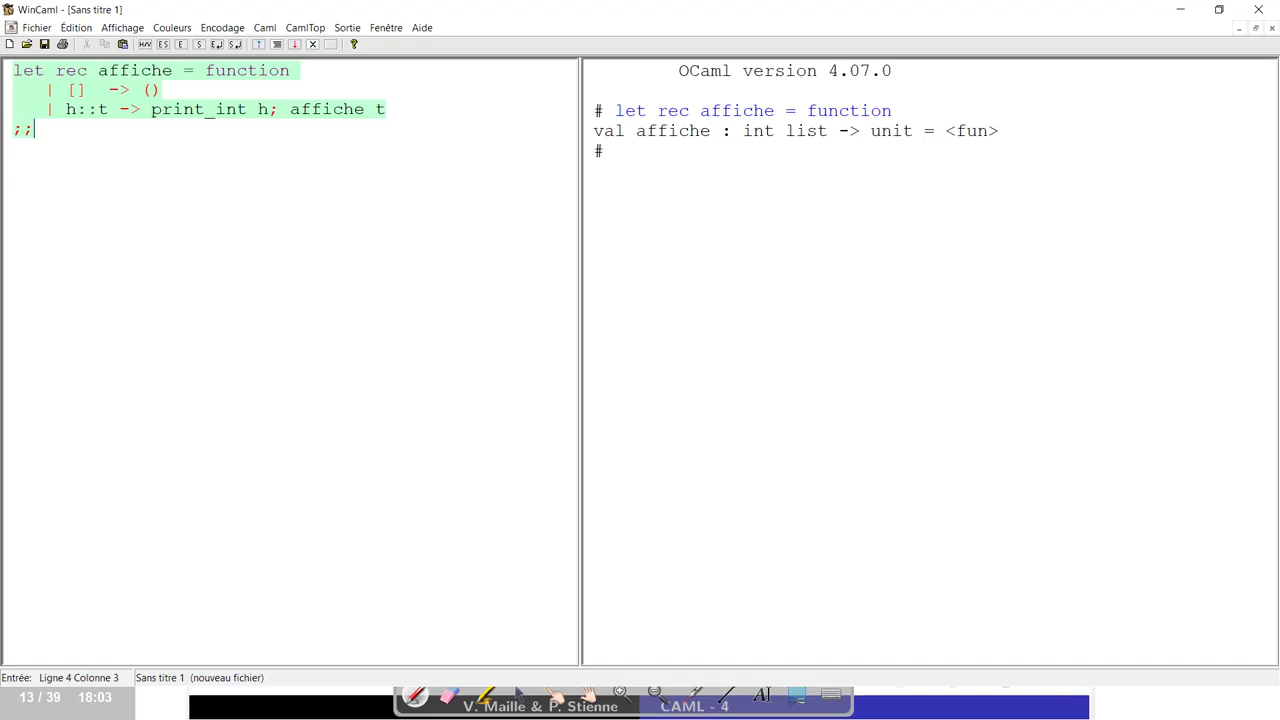 WinCaml - [Sans titre 1]
Fichier Édition Affichage Couleurs Encodage Caml CamlTop Sortie Fenêtre Aide
let rec affiche = function
| [] -> ()
| h::t -> print_int h; affiche t
;;
OCaml version 4.07.0
# let rec affiche = function
val affiche : int list -> unit = <fun>
#
Entrée: Ligne 4 Colonne 3 Sans titre 1 (nouveau fichier)
13 / 39 18:03
V. Maille & P. Stienne CAML - 4